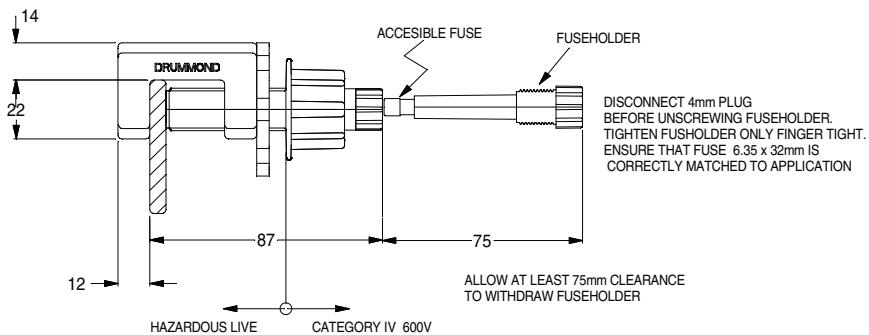 14
ACCESIBLE FUSE
FUSEHOLDER
DRUMMOND
22
DISCONNECT 4mm PLUG
BEFORE UNSCREWING FUSEHOLDER.
TIGHTEN FUSHOLDER ONLY FINGER TIGHT.
ENSURE THAT FUSE 6.35 x 32mm IS
CORRECTLY MATCHED TO APPLICATION
87
75
12
ALLOW AT LEAST 75mm CLEARANCE
TO WITHDRAW FUSEHOLDER
HAZARDOUS LIVE
CATEGORY IV 600V